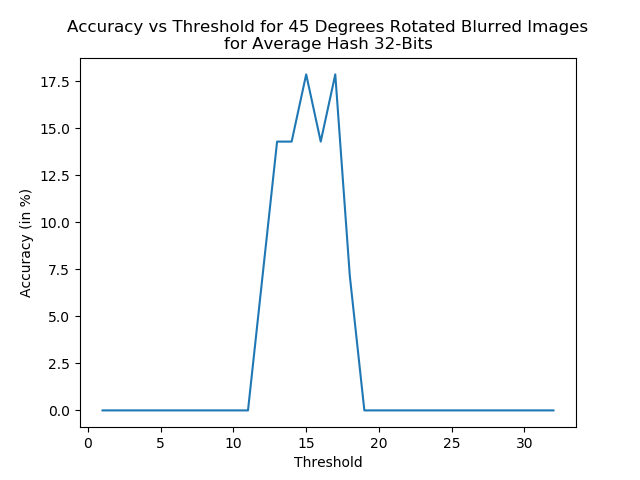 Accuracy vs Threshold for 45 Degrees Rotated Blurred Images
for Average Hash 32-Bits
17.5
15.0
12.5
10.0
7.5
5.0
2.5
0.0
Accuracy (in %)
0 5 10 15 20 25 30
Threshold